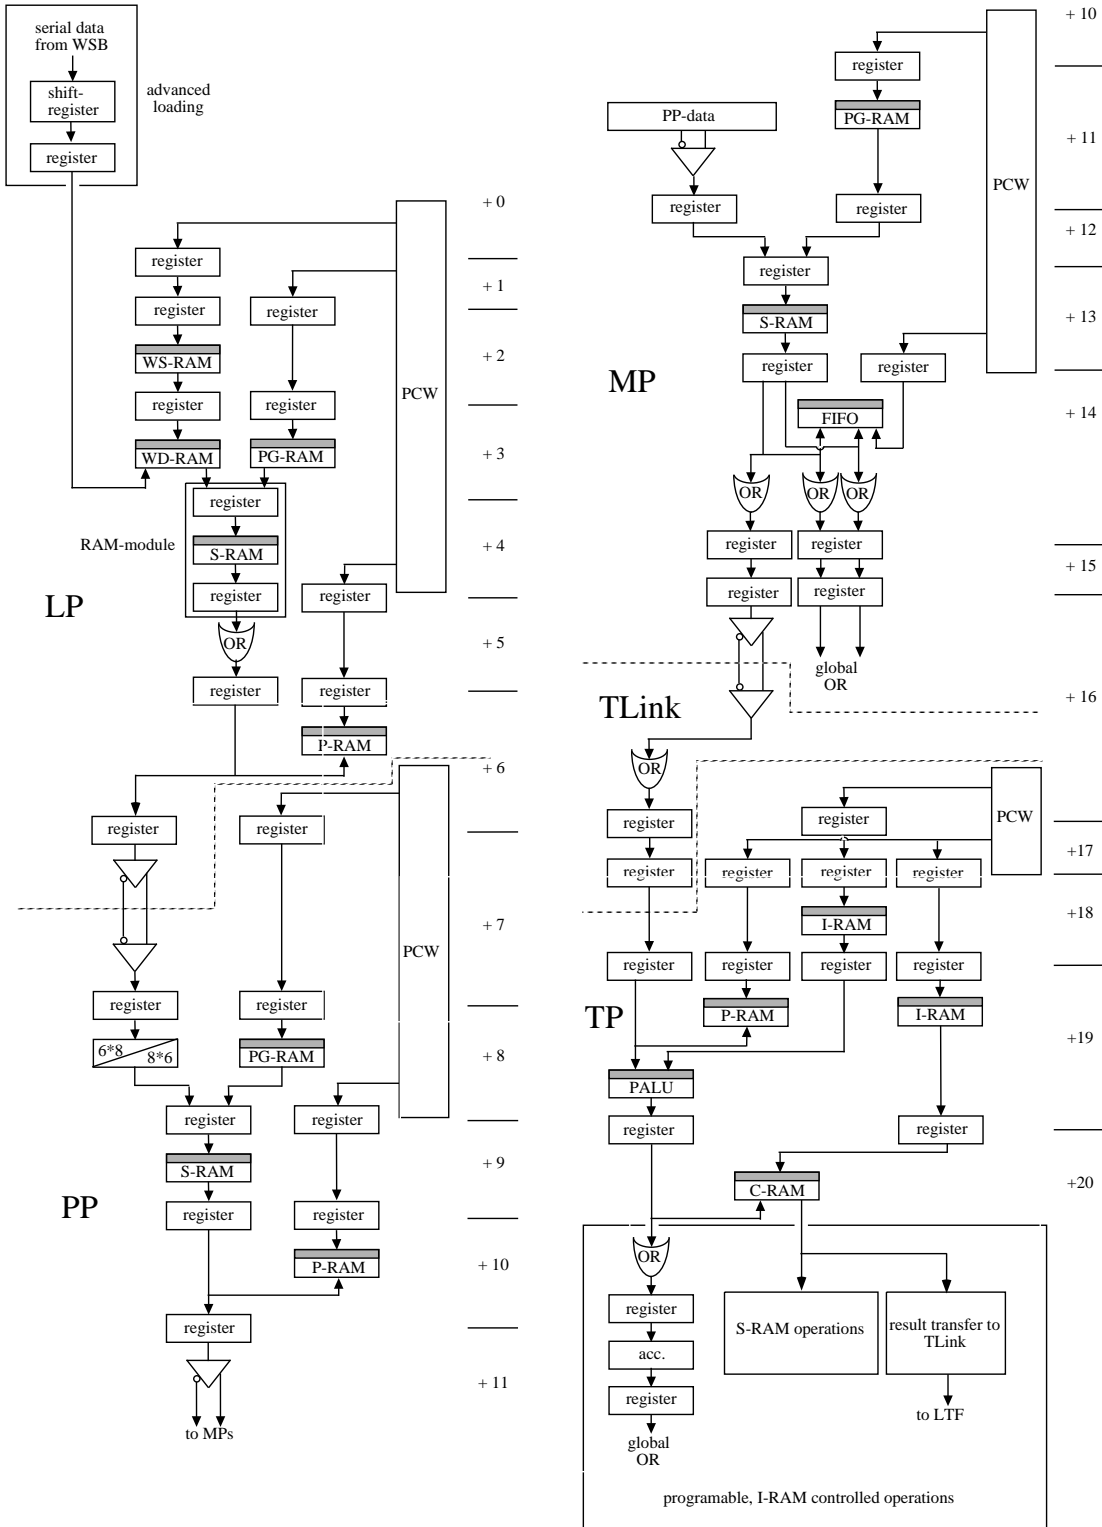 serial data
from WSB
shift-
register
register
advanced
loading
+ 0
register
+ 1
register
register
+ 2
WS-RAM
PCW
register
register
+ 3
WD-RAM
PG-RAM
register
RAM-module
S-RAM
+ 4
register
register
LP
OR
+ 5
register
register
P-RAM
+ 6
register
register
+ 7
PCW
register
register
6*8
8*6
PG-RAM
+ 8
register
register
S-RAM
+ 9
PP
register
register
P-RAM
+ 10
register
+ 11
to MPs
+ 10
register
PP-data
PG-RAM
+ 11
PCW
register
register
+ 12
register
S-RAM
+ 13
MP
register
register
FIFO
+ 14
OR
OR
OR
register
register
+ 15
register
register
global
OR
TLink
+ 16
OR
register
register
PCW
+17
register
register
register
register
I-RAM
+18
register
register
register
register
TP
P-RAM
I-RAM
+19
PALU
register
register
C-RAM
+20
OR
register
S-RAM operations
result transfer to
TLink
acc.
register
to LTF
global
OR
programable, I-RAM controlled operations